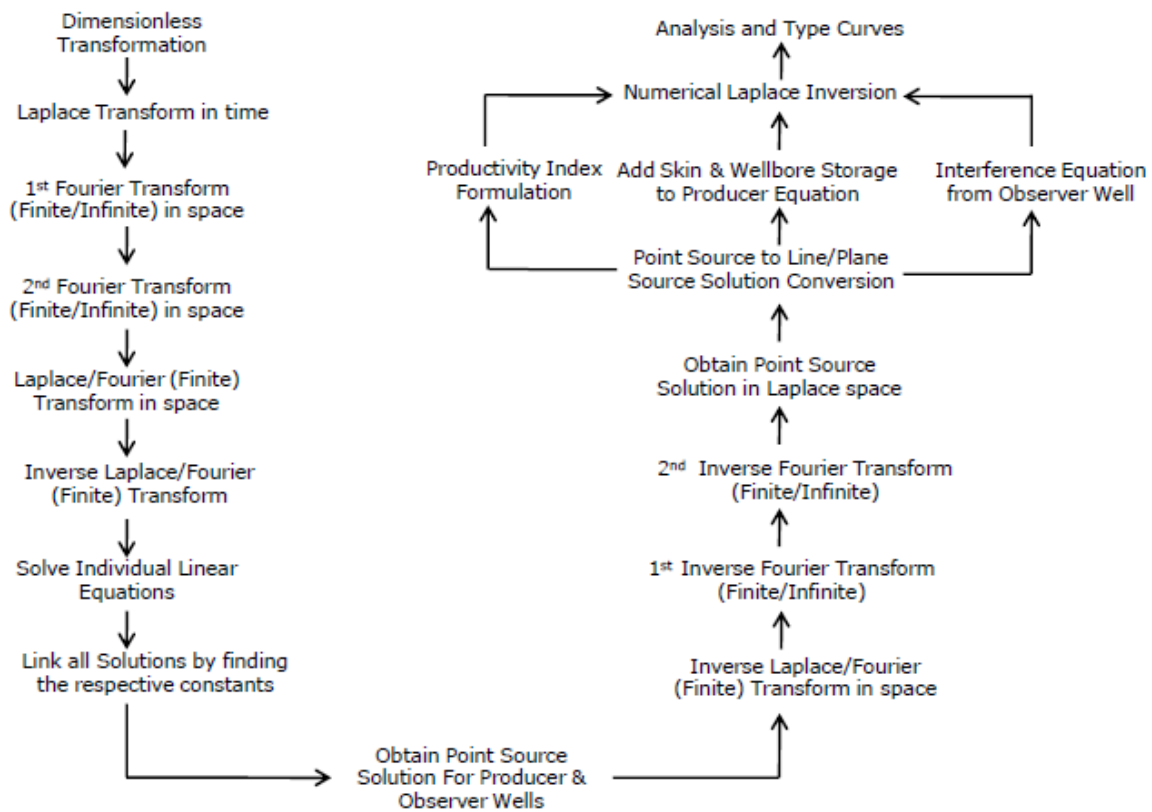 Dimensionless
Transformation
Laplace Transform in time
1st Fourier Transform
(Finite/Infinite) in space
2nd Fourier Transform
(Finite/Infinite) in space
Laplace/Fourier (Finite)
Transform in space
Inverse Laplace/Fourier
(Finite) Transform
Solve Individual Linear
Equations
Link all Solutions by finding
the respective constants
Obtain Point Source
Solution For Producer &
Observer Wells
Inverse Laplace/Fourier
(Finite) Transform in space
1st Inverse Fourier Transform
(Finite/Infinite)
2nd Inverse Fourier Transform
(Finite/Infinite)
Obtain Point Source
Solution in Laplace space
Point Source to Line/Plane
Source Solution Conversion
Productivity Index
Formulation
Add Skin & Wellbore Storage
to Producer Equation
Interference Equation
from Observer Well
Numerical Laplace Inversion
Analysis and Type Curves